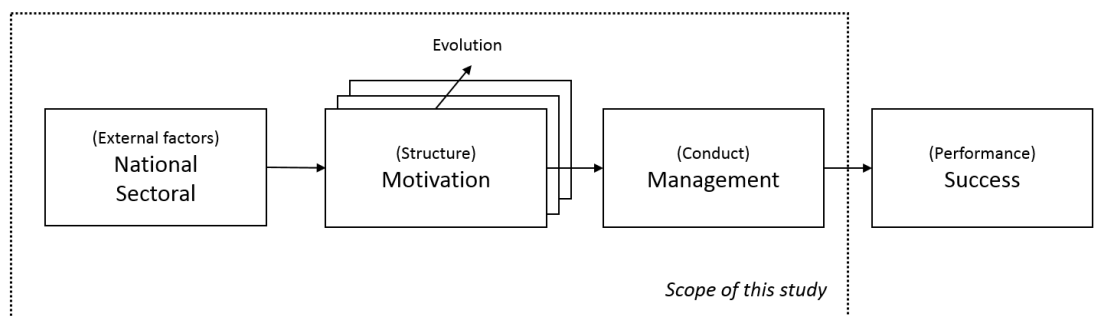 Evolution
(External factors)
National
Sectoral
(Structure)
Motivation
(Conduct)
Management
(Performance)
Success
Scope of this study